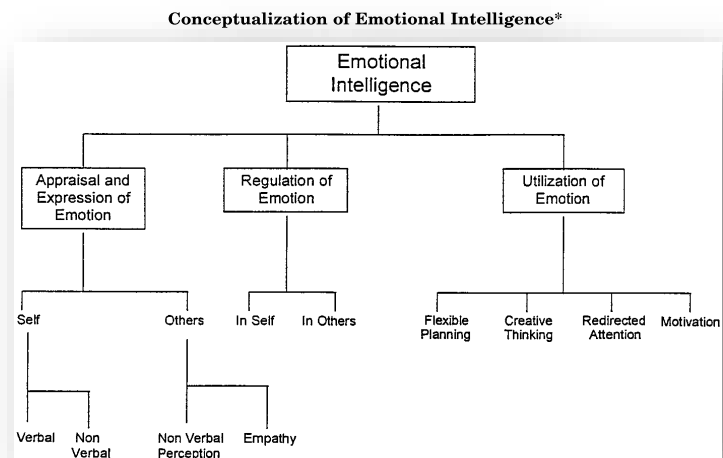 Conceptualization of Emotional Intelligence*
Emotional
Intelligence
Appraisal and
Expression of
Emotion
Regulation of
Emotion
Utilization of
Emotion
Self
Others
In Self
In Others
Flexible
Planning
Creative
Thinking
Redirected
Attention
Motivation
Verbal
Non
Verbal
Non Verbal
Perception
Empathy